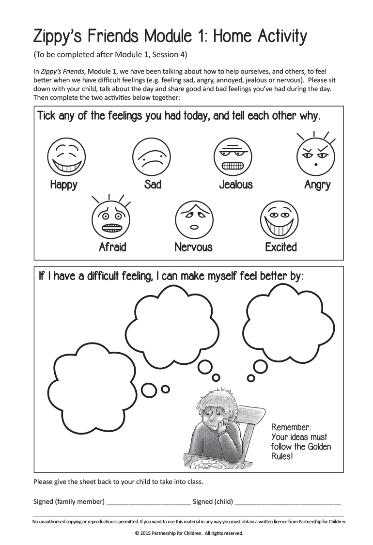 Zippy's Friends Module 1: Home Activity
(To be completed after Module 1, Session 4)
In Zippy's Friends, Module 1, we have been talking about how to help ourselves, and others, to feel
better when we have difficult feelings (e.g. feeling sad, angry, annoyed, jealous or nervous). Please sit
down with your child, talk about the day and share good and bad feelings you've had during the day.
Then complete the two activities below together:
Tick any of the feelings you had today, and tell each other why.
Happy Sad Jealous Angry
Afraid Nervous Excited
If I have a difficult feeling, I can make myself feel better by:
Remember:
Your ideas must
follow the Golden
Rules!
Please give the sheet back to your child to take into class.
Signed (family member) __________________________ Signed (child) __________________________
No unauthorised copying or reproduction is permitted. If you want to use this material in any way you must obtain a written licence from Partnership for Children.
© 2015 Partnership for Children. All rights reserved.